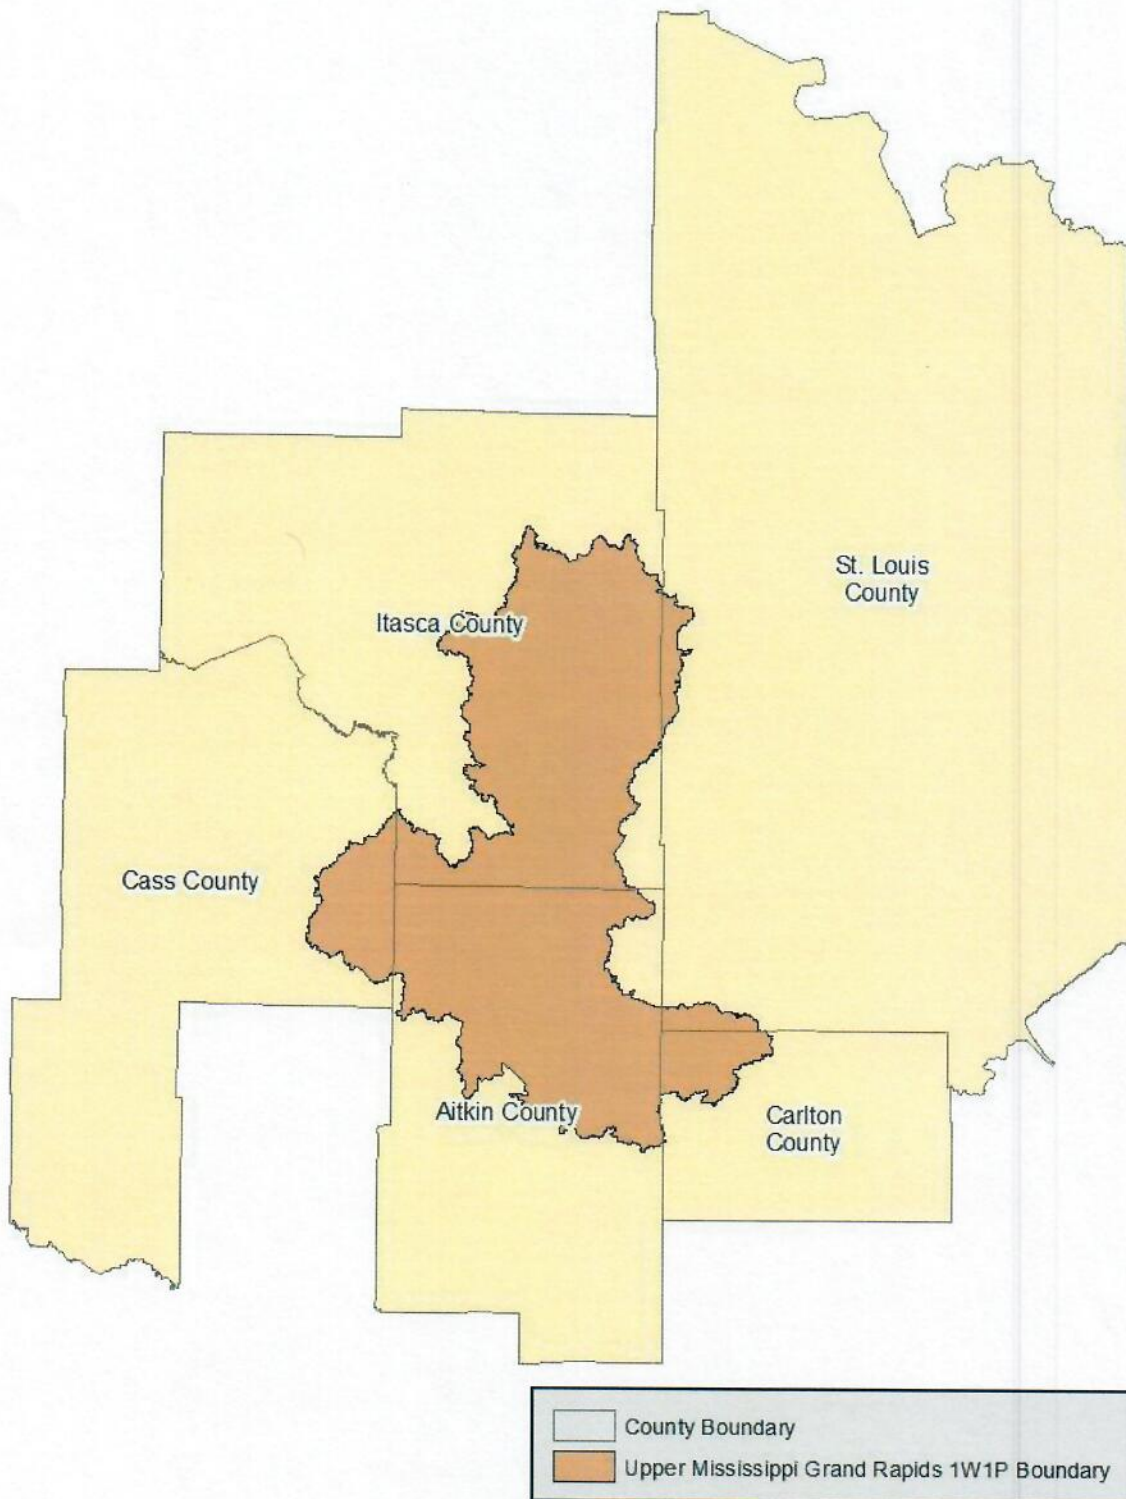 St. Louis
County
Itasca County
Cass County
Aitkin County
Carlton
County
County Boundary
Upper Mississippi Grand Rapids 1W1P Boundary